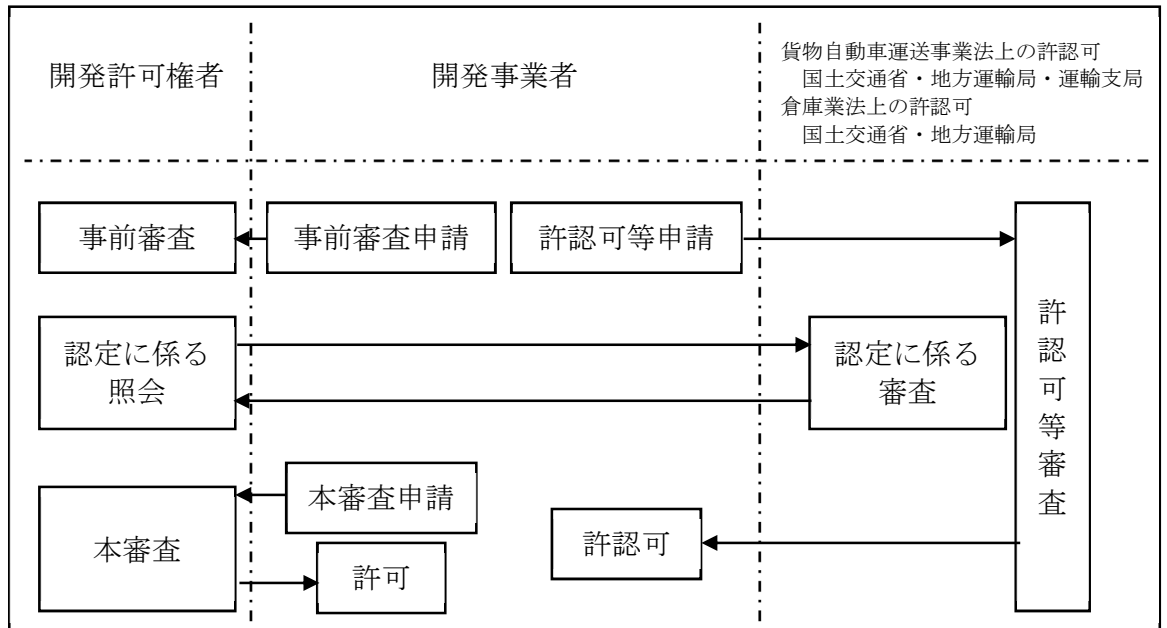 開発許可権者
開発事業者
貨物自動車運送事業法上の許認可
国土交通省・地方運輸局・運輸支局
倉庫業法上の許認可
国土交通省・地方運輸局
事前審査
事前審査申請
許認可等申請
許認可等審査
認定に係る
照会
認定に係る
審査
本審査申請
本審査
許認可
許可